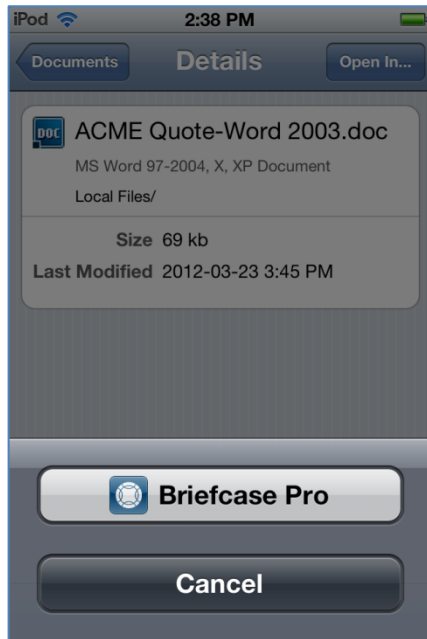 iPod 2:38 PM
Documents Details Open In...
DOC ACME Quote-Word 2003.doc
MS Word 97-2004, X, XP Document
Local Files/
Size 69 kb
Last Modified 2012-03-23 3:45 PM
Briefcase Pro
Cancel